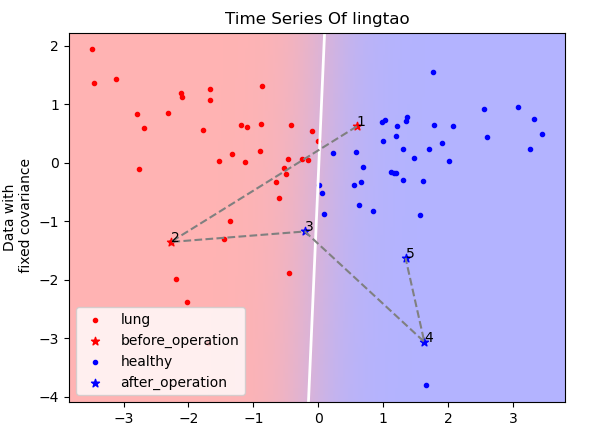 Time Series Of lingtao
Data with
fixed covariance
2
1
0
−1
−2
−3
−4
1
2
3
5
4
lung
before_operation
healthy
after_operation
−3 −2 −1 0 1 2 3